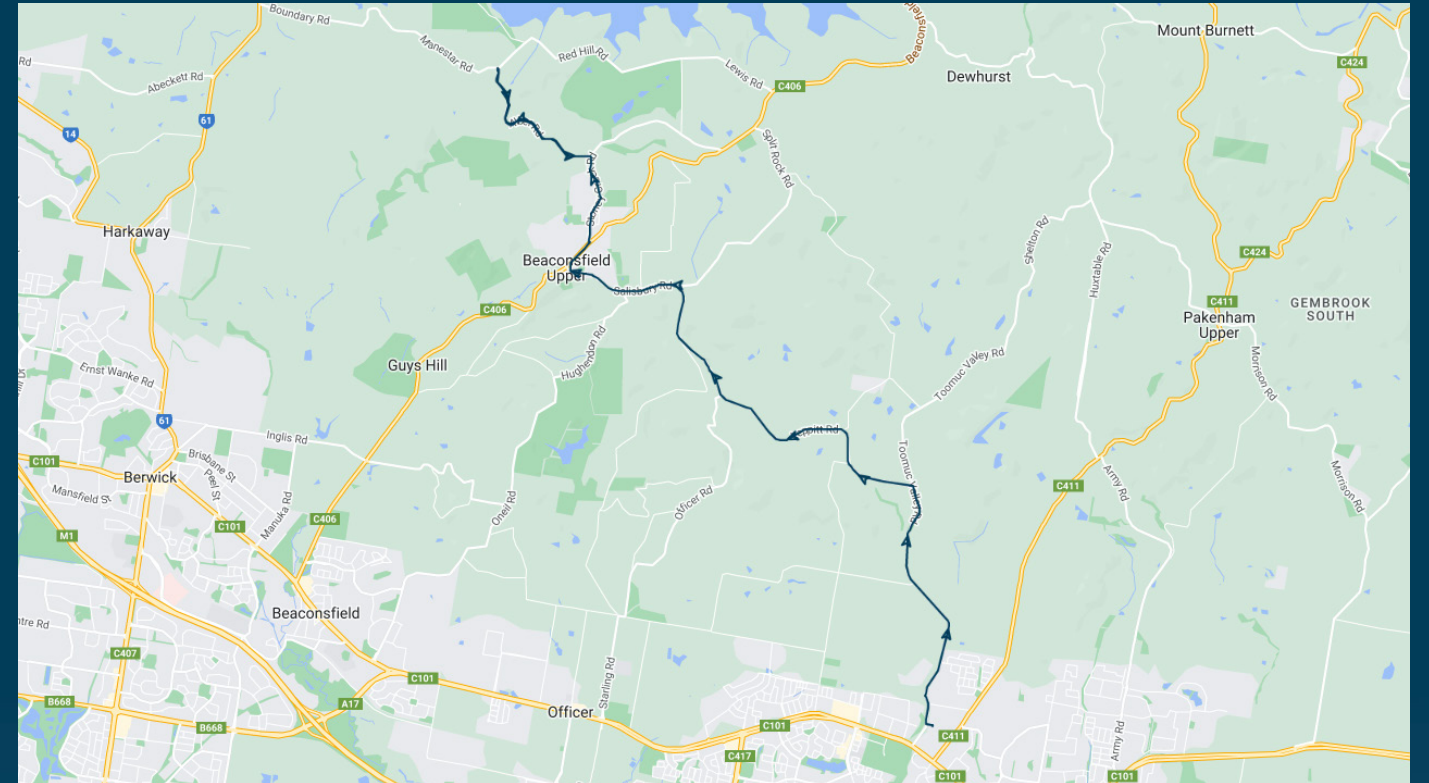 Boundary Rd
Manestar Rd
Red Hill Rd
Lewis Rd
Beaconsfield
Mount Burnett
Dewhurst
C424
C406
Rd
Abeckett Rd
61
14
Split Rock Rd
Harkaway
Beaconsfield
Upper
Salisbury Rd
C406
Shelton Rd
Huxtable Rd
C424
C411
Pakenham
Upper
GEMBROOK
SOUTH
Guys Hill
Hughendon Rd
Toomuc Valley Rd
Morrison Rd
Ernst Wanke Rd
61
Inglis Rd
C101
Berwick
Brisbane St
Peel St
Mansfield St
Manuka Rd
C101
C406
M1
Oneil Rd
Officer Rd
Toomuc Valley Rd
C411
Army Rd
Morrison Rd
Beaconsfield
C407
C101
A17
B668
B668
Officer
Starling Rd
C101
C417
C411
C101
Army Rd
C101